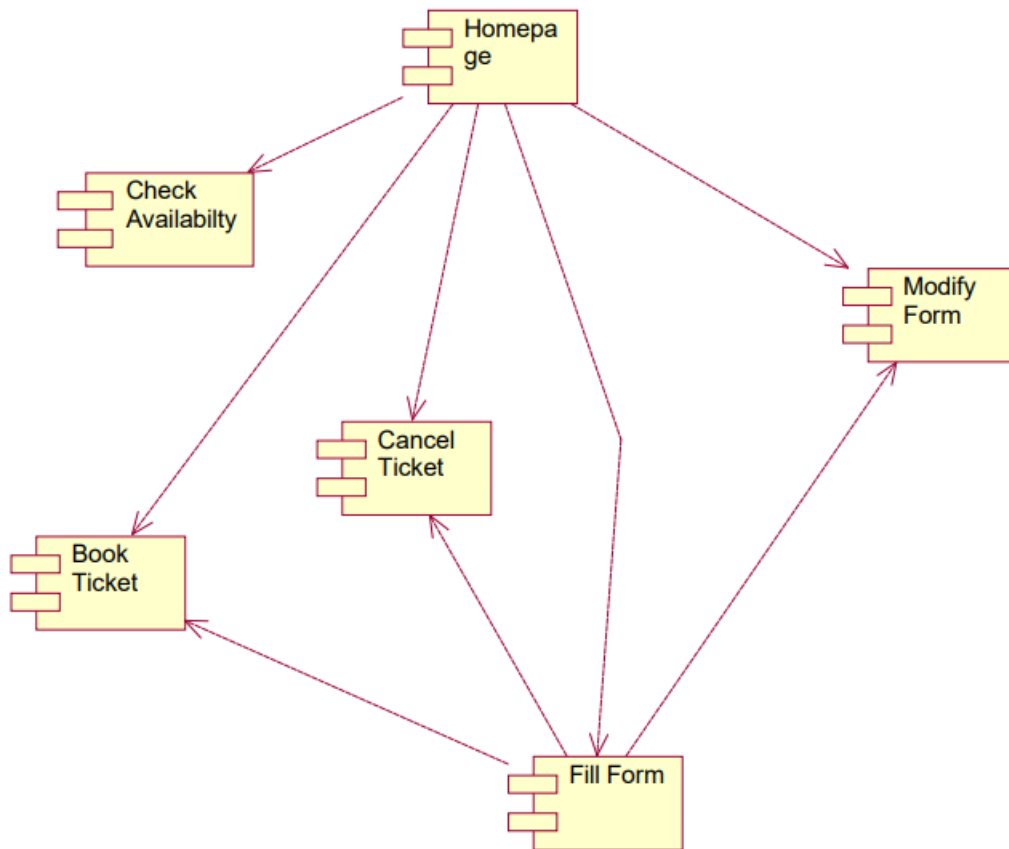 Homepa
ge
Check
Availabilty
Modify
Form
Cancel
Ticket
Book
Ticket
Fill Form